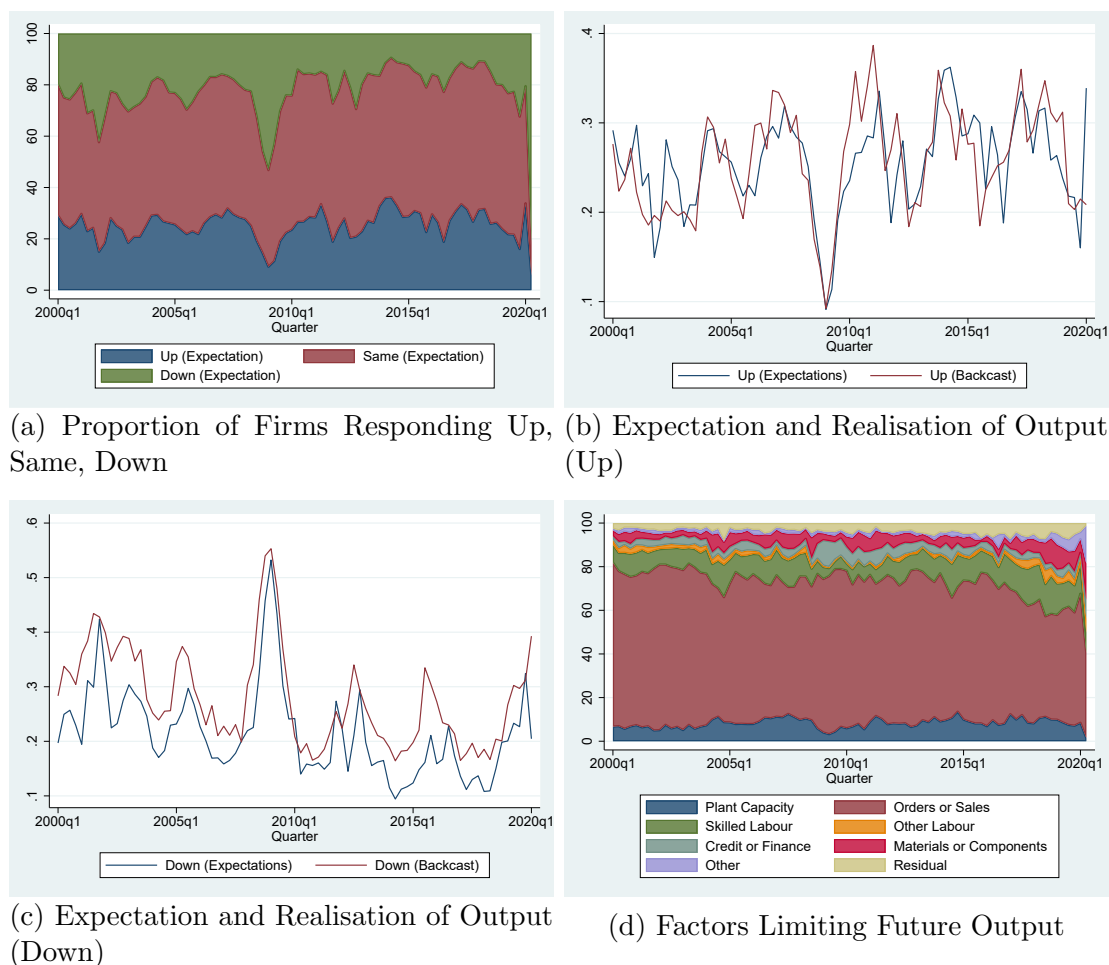 100
80
60
40
20
0
2000q1 2005q1 2010q1 2015q1 2020q1
Quarter
Up (Expectation) Same (Expectation)
Down (Expectation)
(a) Proportion of Firms Responding Up,
Same, Down
.4
.3
.2
.1
2000q1 2005q1 2010q1 2015q1 2020q1
Quarter
Up (Expectations) Up (Backcast)
(b) Expectation and Realisation of Output
(Up)
.6
.5
.4
.3
.2
.1
2000q1 2005q1 2010q1 2015q1 2020q1
Quarter
Down (Expectations) Down (Backcast)
(c) Expectation and Realisation of Output
(Down)
100
80
60
40
20
0
2000q1 2005q1 2010q1 2015q1 2020q1
Quarter
Plant Capacity Orders or Sales
Skilled Labour Other Labour
Credit or Finance Materials or Components
Other Residual
(d) Factors Limiting Future Output